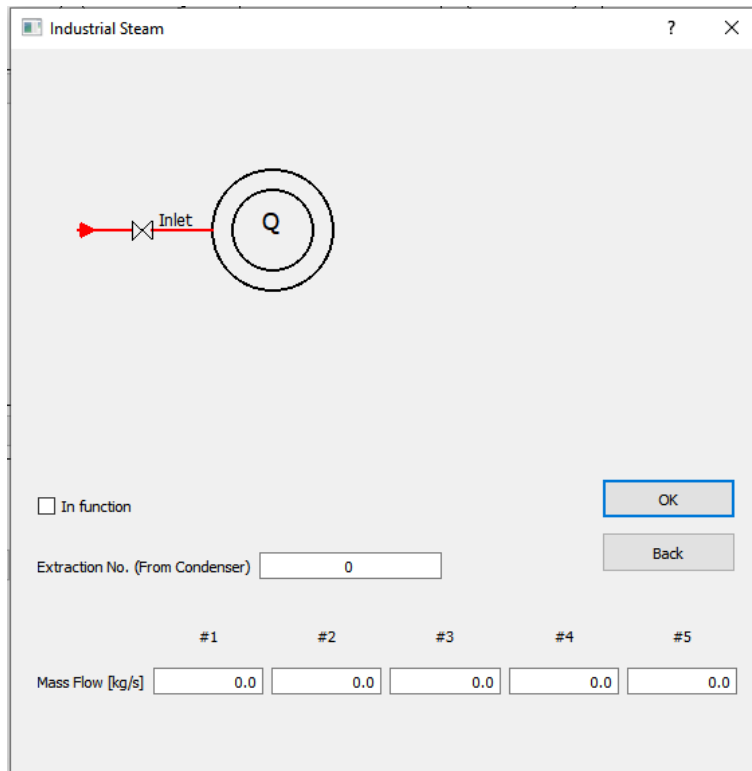 Industrial Steam
?
Inlet
Q
In function
OK
Extraction No. (From Condenser) 0
Back
#1 #2 #3 #4 #5
Mass Flow [kg/s] 0.0 0.0 0.0 0.0 0.0